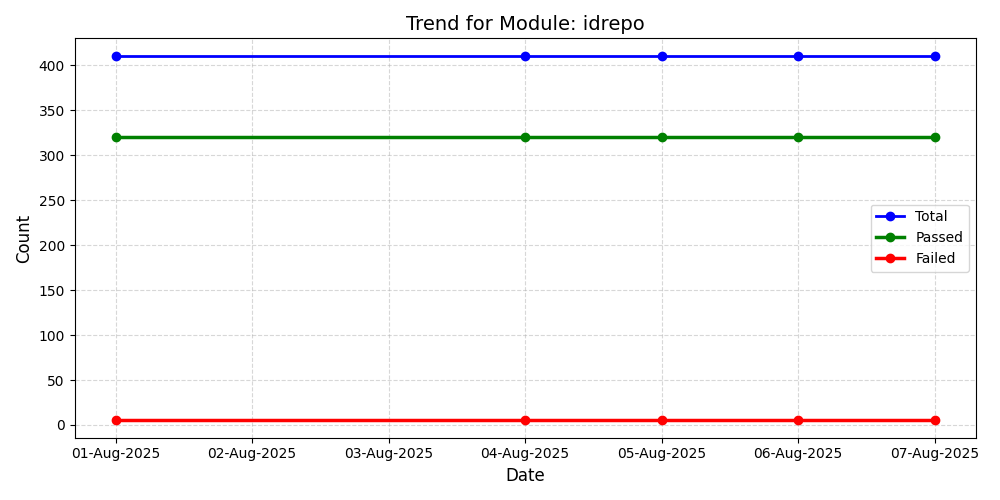 Trend for Module: idrepo
Count
400
350
300
250
200
150
100
50
0
Total
Passed
Failed
01-Aug-2025 02-Aug-2025 03-Aug-2025 04-Aug-2025 05-Aug-2025 06-Aug-2025 07-Aug-2025
Date